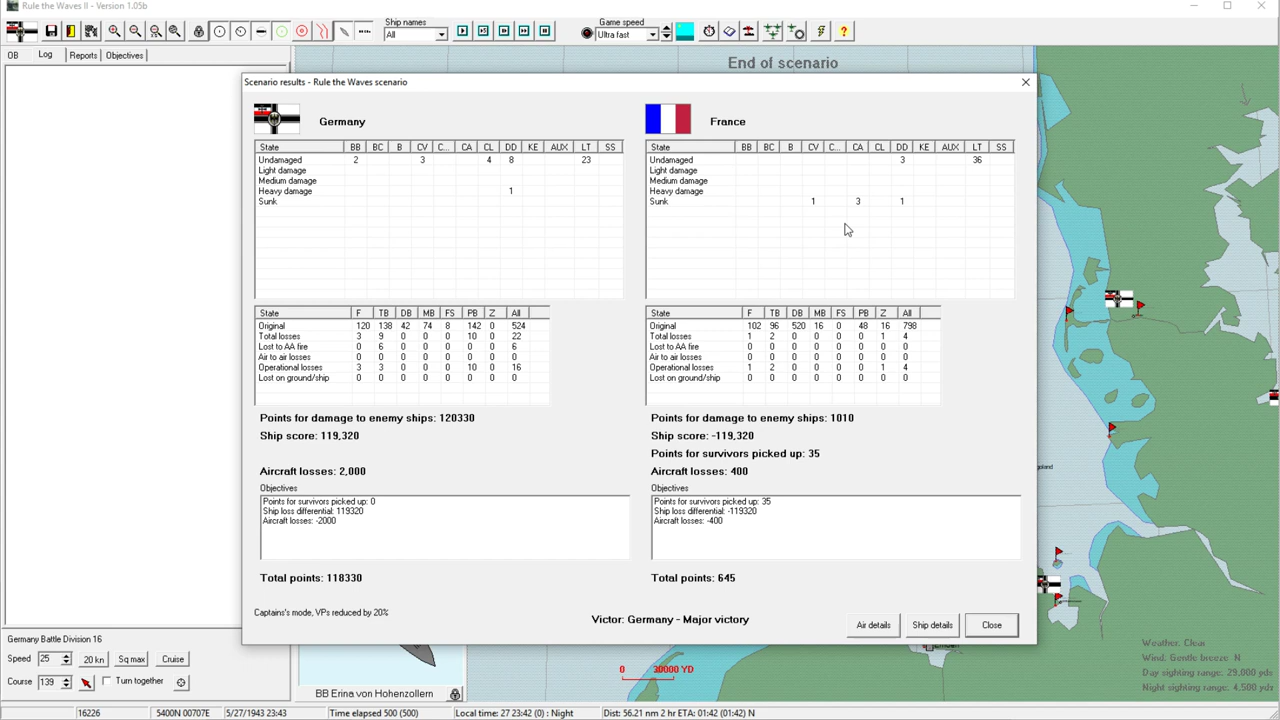 Rule the Waves II - Version 1.05b
Ship names
Game speed
All
Ultra fast
OB Log Reports Objectives
End of scenario
Scenario results - Rule the Waves scenario
Germany
State BB BC B CV C... CA CL DD KE AUX LT SS
Undamaged 2 3 4 8 23
Light damage
Medium damage
Heavy damage 1
Sunk
State F TB DB MB FS PB Z All
Original 120 138 42 74 8 142 0 524
Total losses 3 9 0 0 0 10 0 22
Lost to AA fire 0 6 0 0 0 0 0 6
Air to air losses 0 0 0 0 0 0 0 0
Operational losses 3 3 0 0 0 10 0 16
Lost on ground/ship 0 0 0 0 0 0 0 0
Points for damage to enemy ships: 120330
Ship score: 119,320
Aircraft losses: 2,000
Objectives
Points for survivors picked up: 0
Ship loss differential: 119320
Aircraft losses: -2000
Total points: 118330
Captains's mode, VPs reduced by 20%
France
State BB BC B CV C... CA CL DD KE AUX LT SS
Undamaged 3 36
Light damage
Medium damage
Heavy damage
Sunk 1 3 1
State F TB DB MB FS PB Z All
Original 102 96 520 16 0 48 16 798
Total losses 1 2 0 0 0 0 1 4
Lost to AA fire 0 0 0 0 0 0 0 0
Air to air losses 0 0 0 0 0 0 0 0
Operational losses 1 2 0 0 0 0 1 4
Lost on ground/ship 0 0 0 0 0 0 0 0
Points for damage to enemy ships: 1010
Ship score: -119,320
Points for survivors picked up: 35
Aircraft losses: 400
Objectives
Points for survivors picked up: 35
Ship loss differential: -119320
Aircraft losses: -400
Total points: 645
Victor: Germany - Major victory
Air details Ship details Close
Germany Battle Division 16
Speed 25 20 kn Sq max Cruise
Course 139 Turn together
BB Erina von Hohenzollern
0 30000 YD
Weather: Clear
Wind: Gentle breeze N
Day sighting range: 29,000 yds
Night sighting range: 4,500 yds
16226 5400N 00707E 5/27/1943 23:43 Time elapsed 500 (500) Local time: 27 23:42 (0) : Night Dist: 56.21 nm 2 hr ETA: 01:42 (01:42) N